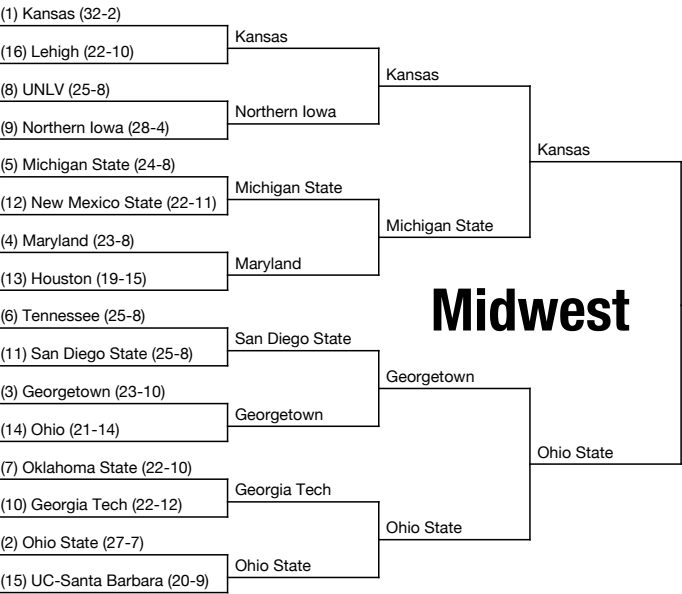 (1) Kansas (32-2)
(16) Lehigh (22-10)
(8) UNLV (25-8)
(9) Northern Iowa (28-4)
(5) Michigan State (24-8)
(12) New Mexico State (22-11)
(4) Maryland (23-8)
(13) Houston (19-15)
(6) Tennessee (25-8)
(11) San Diego State (25-8)
(3) Georgetown (23-10)
(14) Ohio (21-14)
(7) Oklahoma State (22-10)
(10) Georgia Tech (22-12)
(2) Ohio State (27-7)
(15) UC-Santa Barbara (20-9)
Kansas
Northern Iowa
Michigan State
Maryland
San Diego State
Georgetown
Georgia Tech
Ohio State
Kansas
Michigan State
Georgetown
Ohio State
Kansas
Ohio State
Midwest